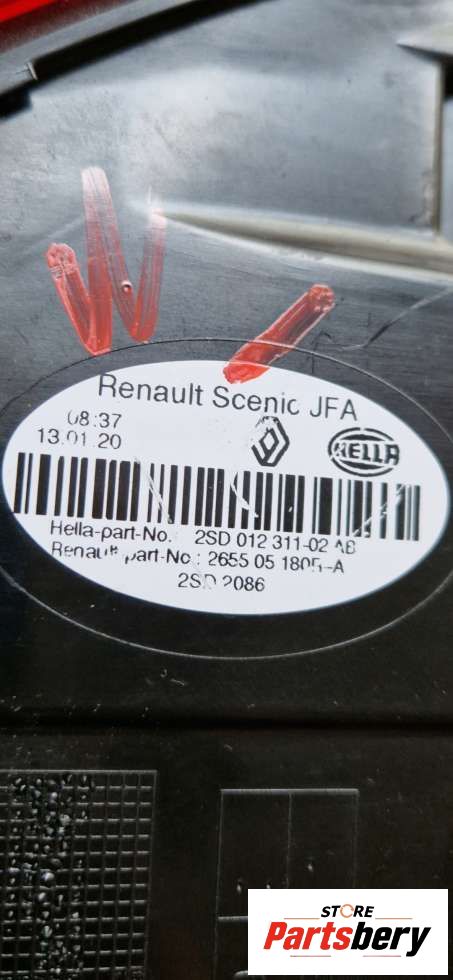 Renault Scenic JFA
08:37
13.01.20
HELLA
Hella-part-No. 2SD 012 311-02 AB
Renault part-No : 2655 05 180R-A
2SD 2086
STORE
Partsbery